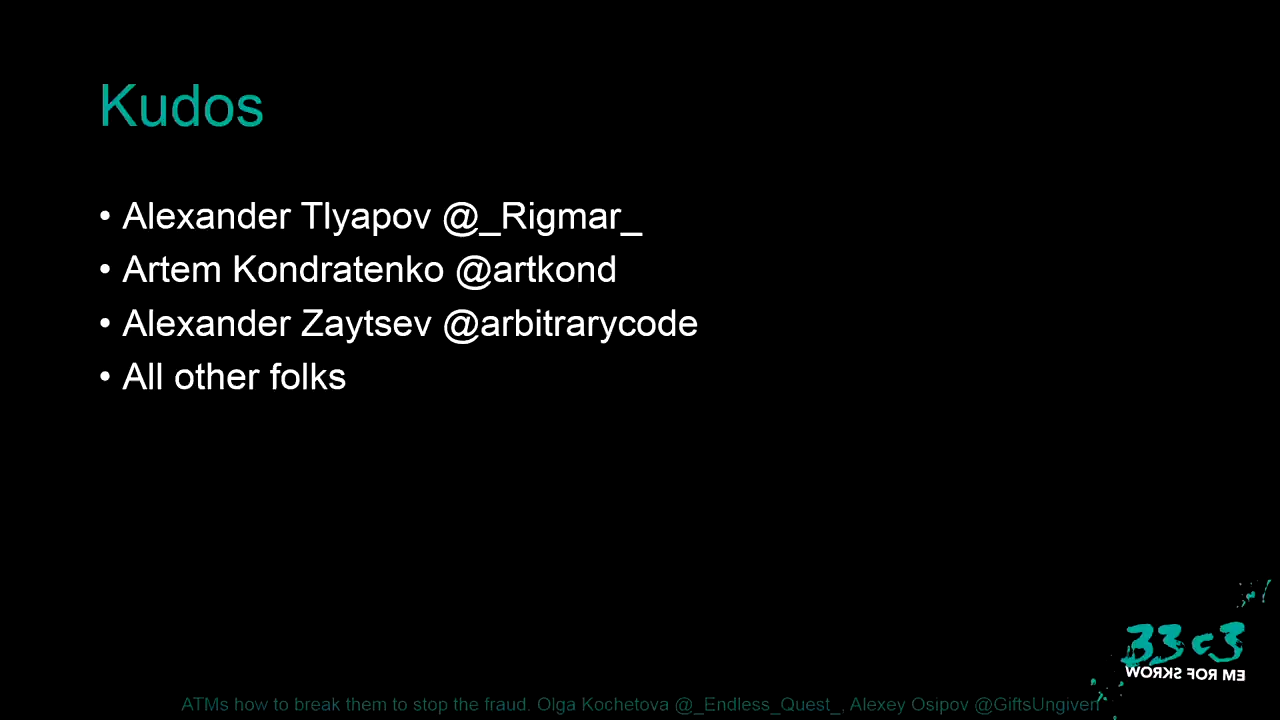 Kudos
• Alexander Tlyapov @_Rigmar_
• Artem Kondratenko @artkond
• Alexander Zaytsev @arbitrarycode
• All other folks
33c3
WORKS FOR ME
ATMs how to break them to stop the fraud. Olga Kochetova @_Endless_Quest_, Alexey Osipov @GiftsUngiven